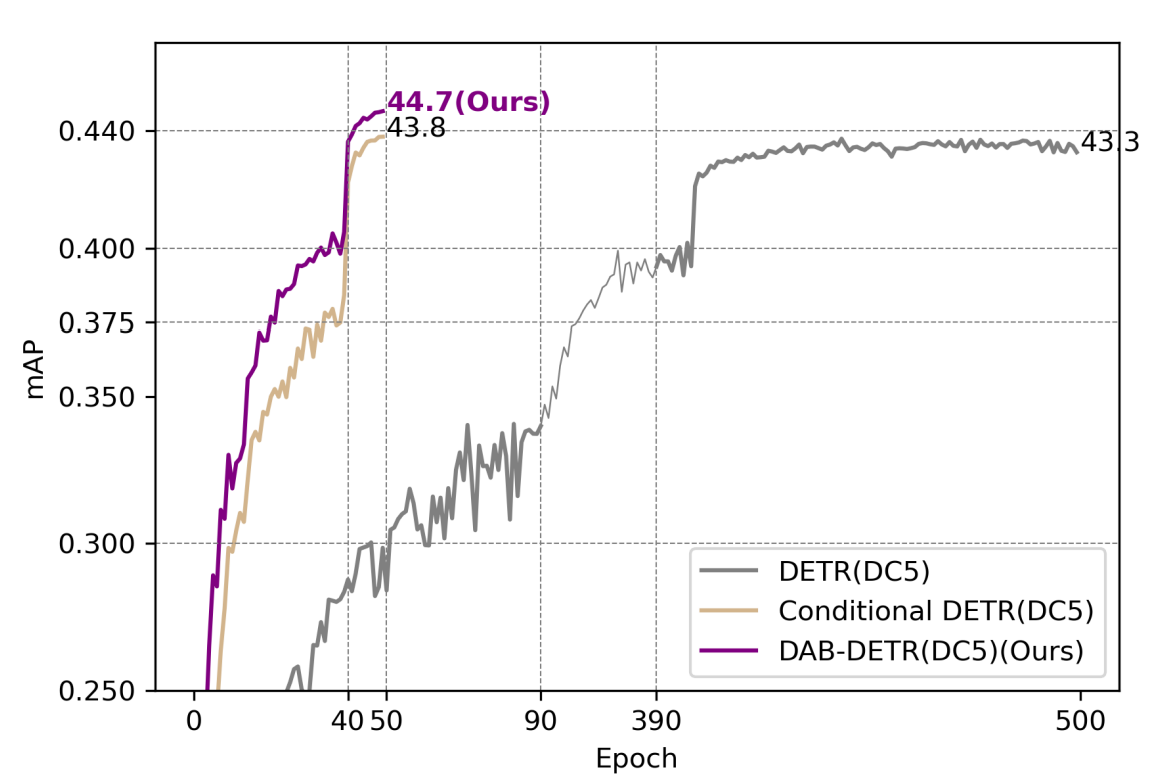 44.7(Ours)
43.8
43.3
0.440
0.400
0.375
0.350
0.300
0.250
mAP
DETR(DC5)
Conditional DETR(DC5)
DAB-DETR(DC5)(Ours)
0 40 50 90 390 500
Epoch